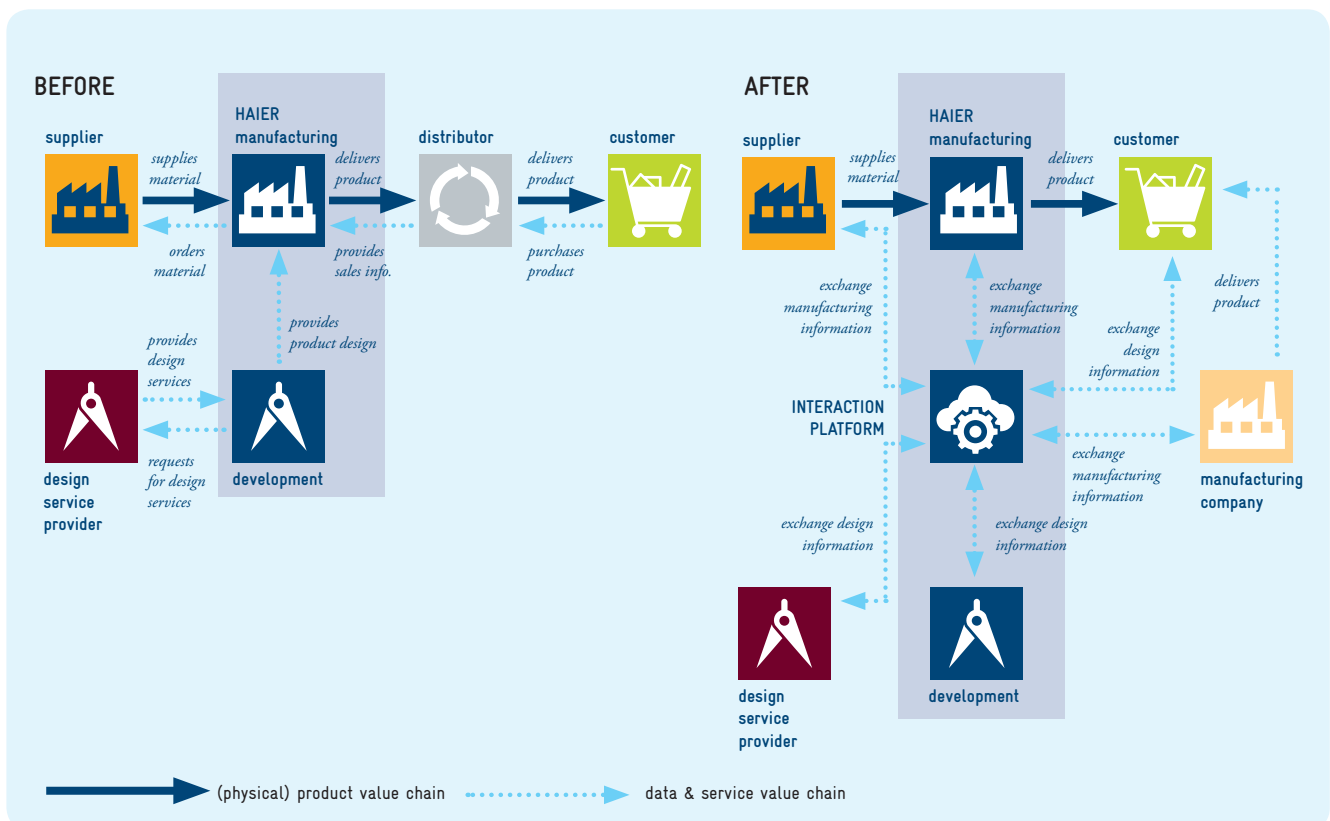 BEFORE
HAIER
supplier
manufacturing
distributor
customer
supplies
material
delivers
product
delivers
product
orders
material
provides
sales info.
purchases
product
provides
product design
provides
design
services
requests
for design
services
design
service
provider
development
AFTER
HAIER
supplier
manufacturing
customer
supplies
material
delivers
product
exchange
manufacturing
information
exchange
manufacturing
information
exchange
design
information
delivers
product
INTERACTION
PLATFORM
exchange
manufacturing
information
manufacturing
company
exchange design
information
exchange design
information
design
service
provider
development
(physical) product value chain
data & service value chain